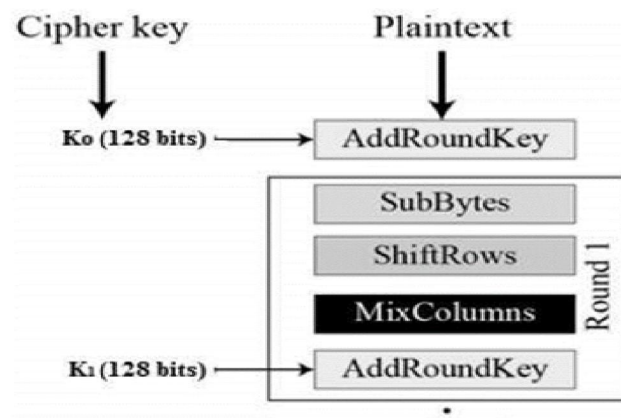 Cipher key Plaintext
K0 (128 bits) AddRoundKey
SubBytes
ShiftRows
MixColumns
Round 1
K1 (128 bits) AddRoundKey